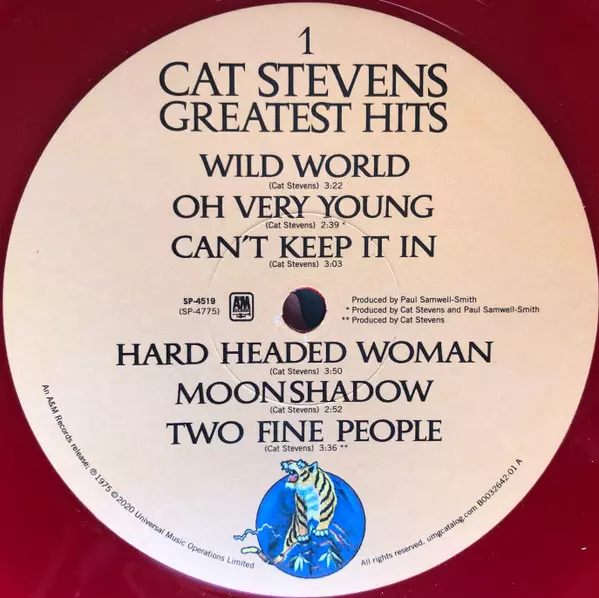 1
CAT STEVENS
GREATEST HITS
WILD WORLD
(Cat Stevens) 3:22
OH VERY YOUNG
(Cat Stevens) 2:39 *
CAN'T KEEP IT IN
(Cat Stevens) 3:03
SP-4519
(SP-4775)
A&M
Produced by Paul Samwell-Smith
* Produced by Cat Stevens and Paul Samwell-Smith
** Produced by Cat Stevens
HARD HEADED WOMAN
(Cat Stevens) 3:50
MOONSHADOW
(Cat Stevens) 2:52
TWO FINE PEOPLE
(Cat Stevens) 3:36 **
An A&M Records release; ℗1975 ©2020 Universal Music Operations Limited
All rights reserved. umgcatalog.com B0032642-01 A